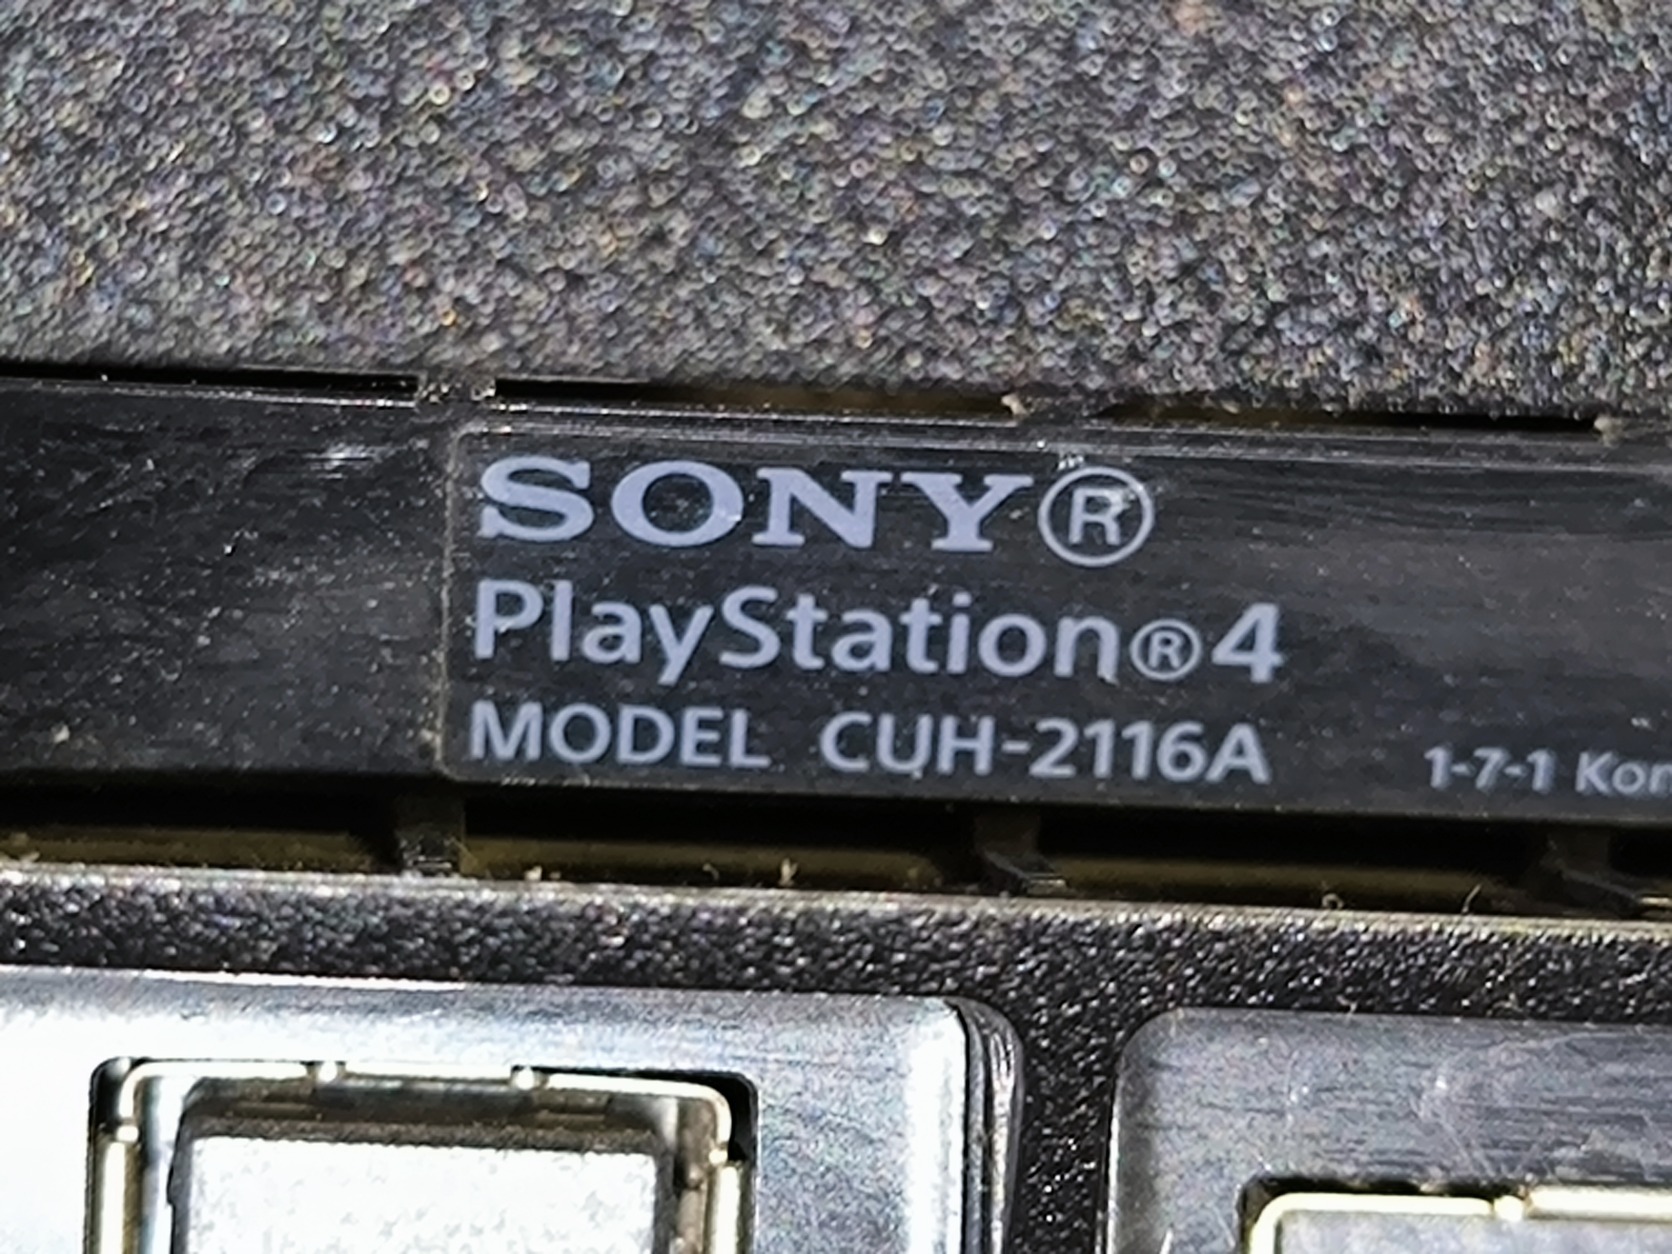 SONY®
PlayStation®4
MODEL CUH-2116A
1-7-1